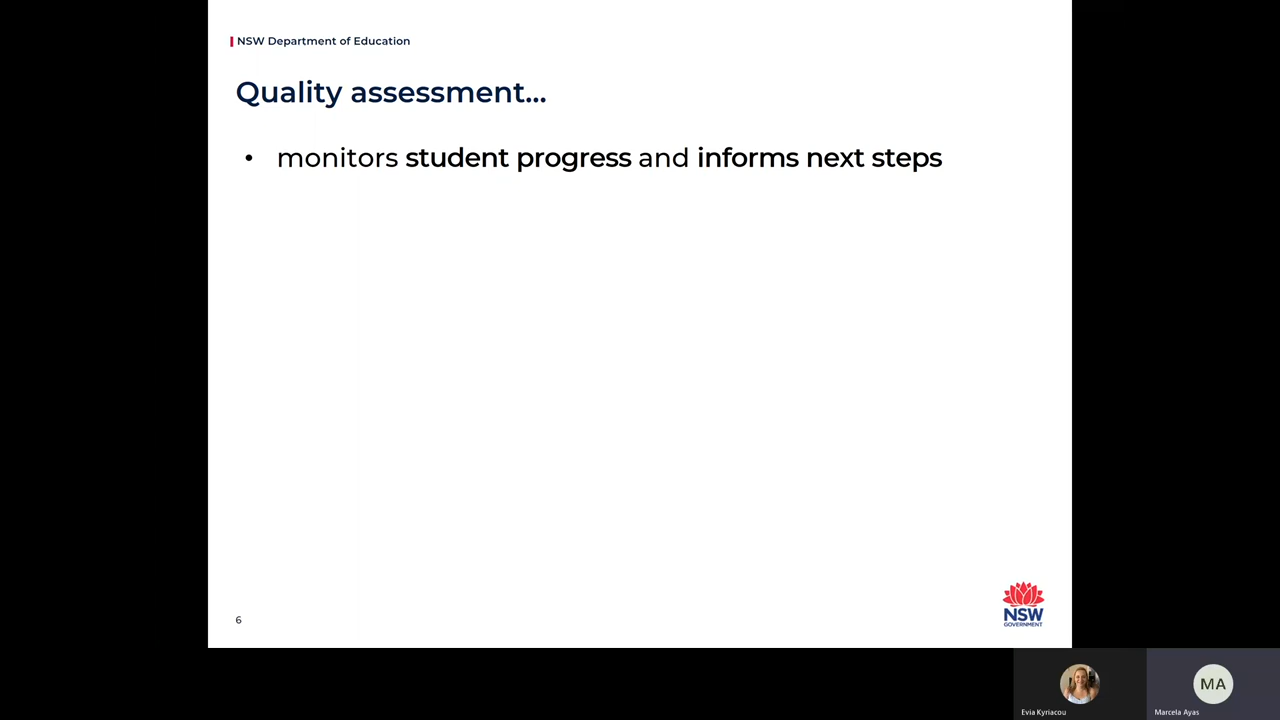 NSW Department of Education
Quality assessment...
• monitors student progress and informs next steps
6
NSW
GOVERNMENT
MA
Evia Kyriacou
Marcela Ayas